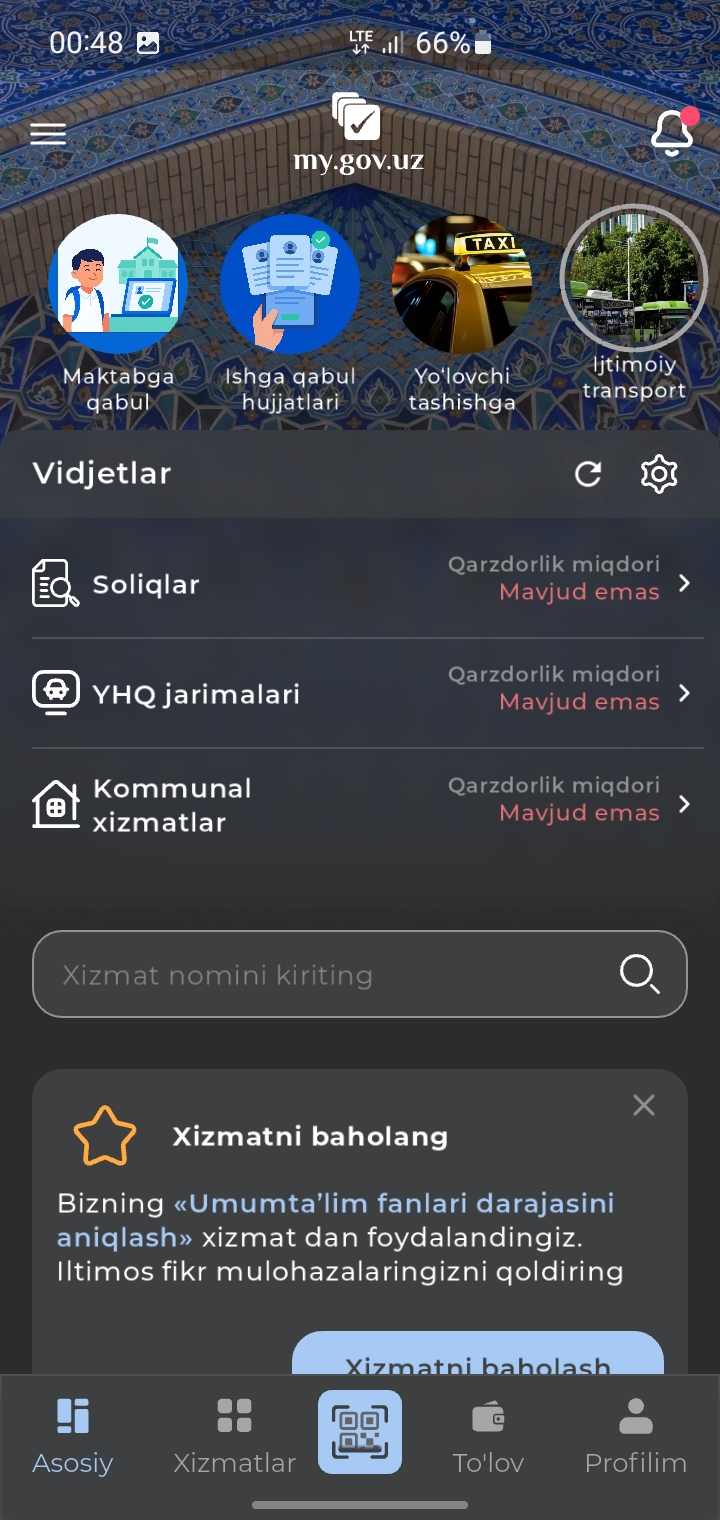 00:48 LTE 66%
my.gov.uz
TAXI
Maktabga
qabul
Ishga qabul
hujjatlari
Yo‘lovchi
tashishga
Ijtimoiy
transport
Vidjetlar
Soliqlar
Qarzdorlik miqdori
Mavjud emas
YHQ jarimalari
Qarzdorlik miqdori
Mavjud emas
Kommunal
xizmatlar
Qarzdorlik miqdori
Mavjud emas
Xizmat nomini kiriting
Xizmatni baholang
Bizning «Umumta’lim fanlari darajasini
aniqlash» xizmat dan foydalandingiz.
Iltimos fikr mulohazalaringizni qoldiring
Xizmatni baholash
Asosiy
Xizmatlar
To'lov
Profilim